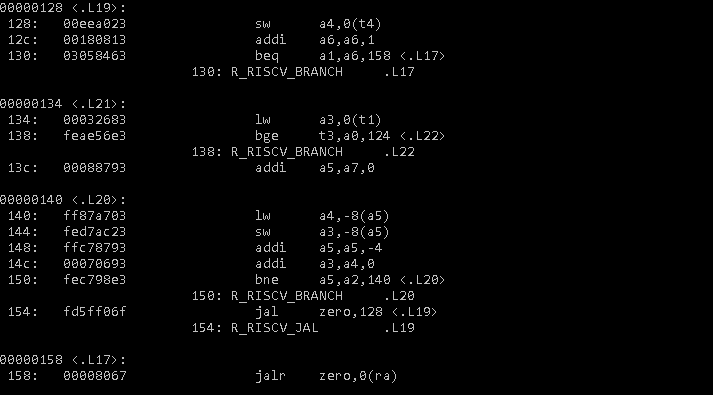 00000128 <.L19>:
128: 00eea023 sw a4,0(t4)
12c: 00180813 addi a6,a6,1
130: 03058463 beq a1,a6,158 <.L17>
130: R_RISCV_BRANCH .L17
00000134 <.L21>:
134: 00032683 lw a3,0(t1)
138: feae56e3 bge t3,a0,124 <.L22>
138: R_RISCV_BRANCH .L22
13c: 00088793 addi a5,a7,0
00000140 <.L20>:
140: ff87a703 lw a4,-8(a5)
144: fed7ac23 sw a3,-8(a5)
148: ffc78793 addi a5,a5,-4
14c: 00070693 addi a3,a4,0
150: fec798e3 bne a5,a2,140 <.L20>
150: R_RISCV_BRANCH .L20
154: fd5ff06f jal zero,128 <.L19>
154: R_RISCV_JAL .L19
00000158 <.L17>:
158: 00008067 jalr zero,0(ra)